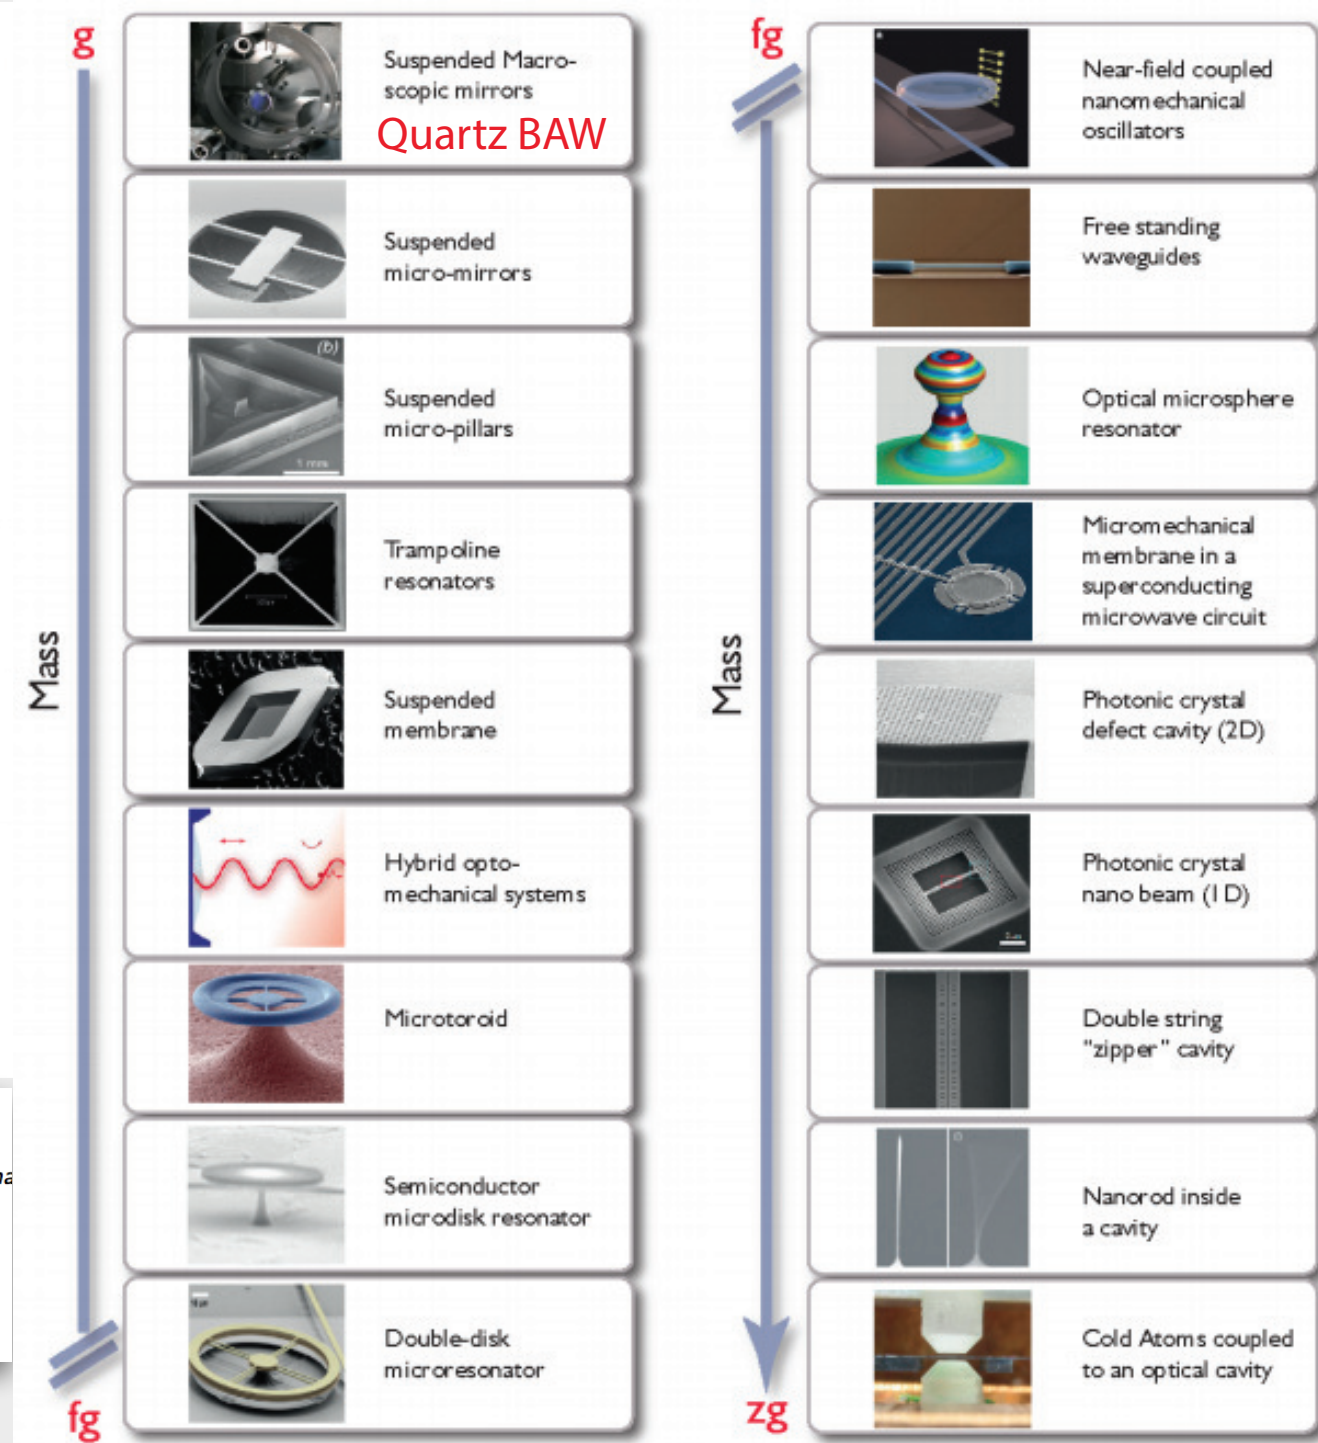 g
Suspended Macro-
scopic mirrors
Quartz BAW
Suspended
micro-mirrors
(b)
Suspended
micro-pillars
1 mm
Trampoline
resonators
Suspended
membrane
Hybrid opto-
mechanical systems
Microtoroid
Semiconductor
microdisk resonator
Double-disk
microresonator
Mass
fg
fg
Near-field coupled
nanomechanical
oscillators
Free standing
waveguides
Optical microsphere
resonator
Micromechanical
membrane in a
superconducting
microwave circuit
Photonic crystal
defect cavity (2D)
Photonic crystal
nano beam (1D)
Double string
"zipper" cavity
Nanorod inside
a cavity
Cold Atoms coupled
to an optical cavity
Mass
zg